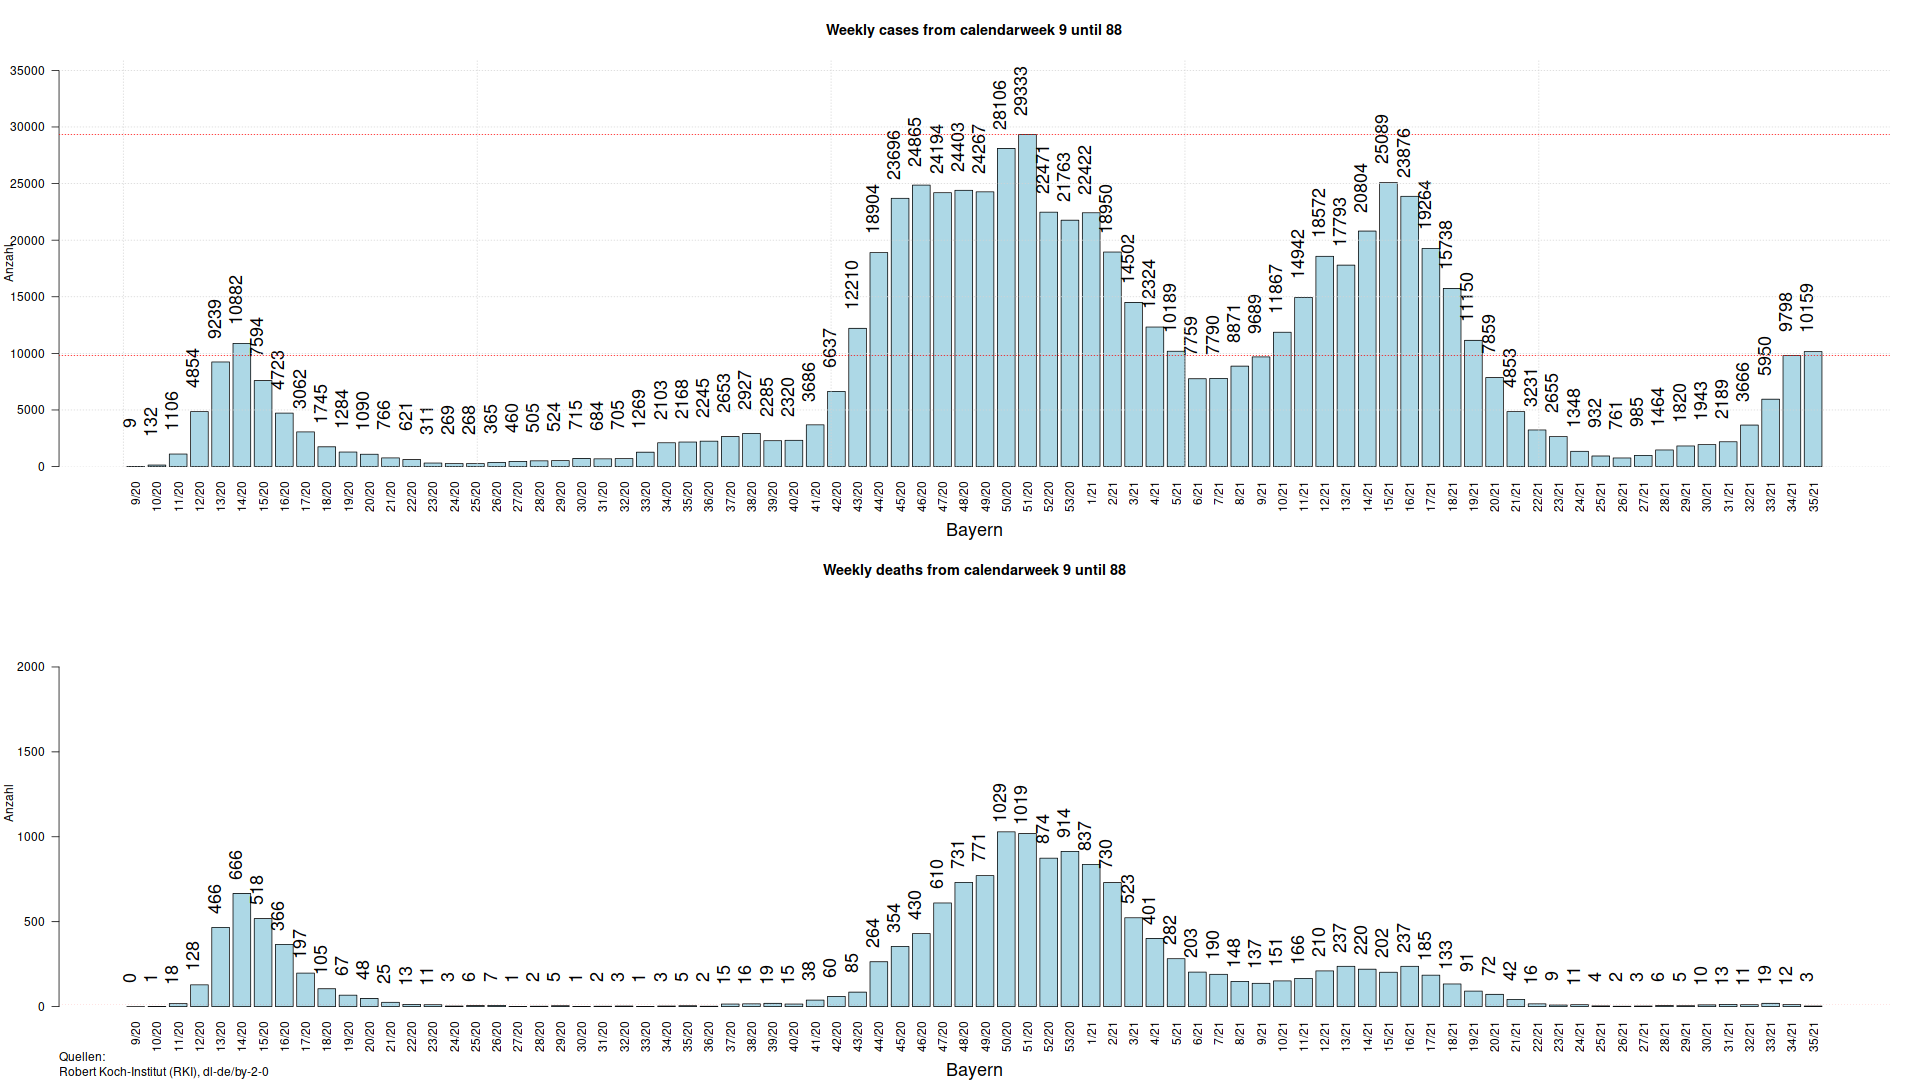 Weekly cases from calendarweek 9 until 88
Anzahl
35000
30000
25000
20000
15000
10000
5000
0
9 132 1106 4854 9239 10882 7594 4723 3062 1745 1284 1090 766 621 311 269 268 365 460 505 524 715 684 705 1269 2103 2168 2245 2653 2927 2285 2320 3686 6637 12210 18904 23696 24865 24194 24403 24267 28106 29333 22471 21763 22422 18950 14502 12324 10189 7759 7790 8871 9689 11867 14942 18572 17793 20804 25089 23876 19264 15738 11150 7859 4853 3231 2655 1348 932 761 985 1464 1820 1943 2189 3666 5950 9798 10159
9/20 10/20 11/20 12/20 13/20 14/20 15/20 16/20 17/20 18/20 19/20 20/20 21/20 22/20 23/20 24/20 25/20 26/20 27/20 28/20 29/20 30/20 31/20 32/20 33/20 34/20 35/20 36/20 37/20 38/20 39/20 40/20 41/20 42/20 43/20 44/20 45/20 46/20 47/20 48/20 49/20 50/20 51/20 52/20 53/20 1/21 2/21 3/21 4/21 5/21 6/21 7/21 8/21 9/21 10/21 11/21 12/21 13/21 14/21 15/21 16/21 17/21 18/21 19/21 20/21 21/21 22/21 23/21 24/21 25/21 26/21 27/21 28/21 29/21 30/21 31/21 32/21 33/21 34/21 35/21
Bayern
Weekly deaths from calendarweek 9 until 88
Anzahl
2000
1500
1000
500
0
0 1 18 128 466 666 518 366 197 105 67 48 25 13 11 3 6 7 1 2 5 1 2 3 1 3 5 2 15 16 19 15 38 60 85 264 354 430 610 731 771 1029 1019 874 914 837 730 523 401 282 203 190 148 137 151 166 210 237 220 202 237 185 133 91 72 42 16 9 11 4 2 3 6 5 10 13 11 19 12 3
9/20 10/20 11/20 12/20 13/20 14/20 15/20 16/20 17/20 18/20 19/20 20/20 21/20 22/20 23/20 24/20 25/20 26/20 27/20 28/20 29/20 30/20 31/20 32/20 33/20 34/20 35/20 36/20 37/20 38/20 39/20 40/20 41/20 42/20 43/20 44/20 45/20 46/20 47/20 48/20 49/20 50/20 51/20 52/20 53/20 1/21 2/21 3/21 4/21 5/21 6/21 7/21 8/21 9/21 10/21 11/21 12/21 13/21 14/21 15/21 16/21 17/21 18/21 19/21 20/21 21/21 22/21 23/21 24/21 25/21 26/21 27/21 28/21 29/21 30/21 31/21 32/21 33/21 34/21 35/21
Bayern
Quellen:
Robert Koch-Institut (RKI), dl-de/by-2-0